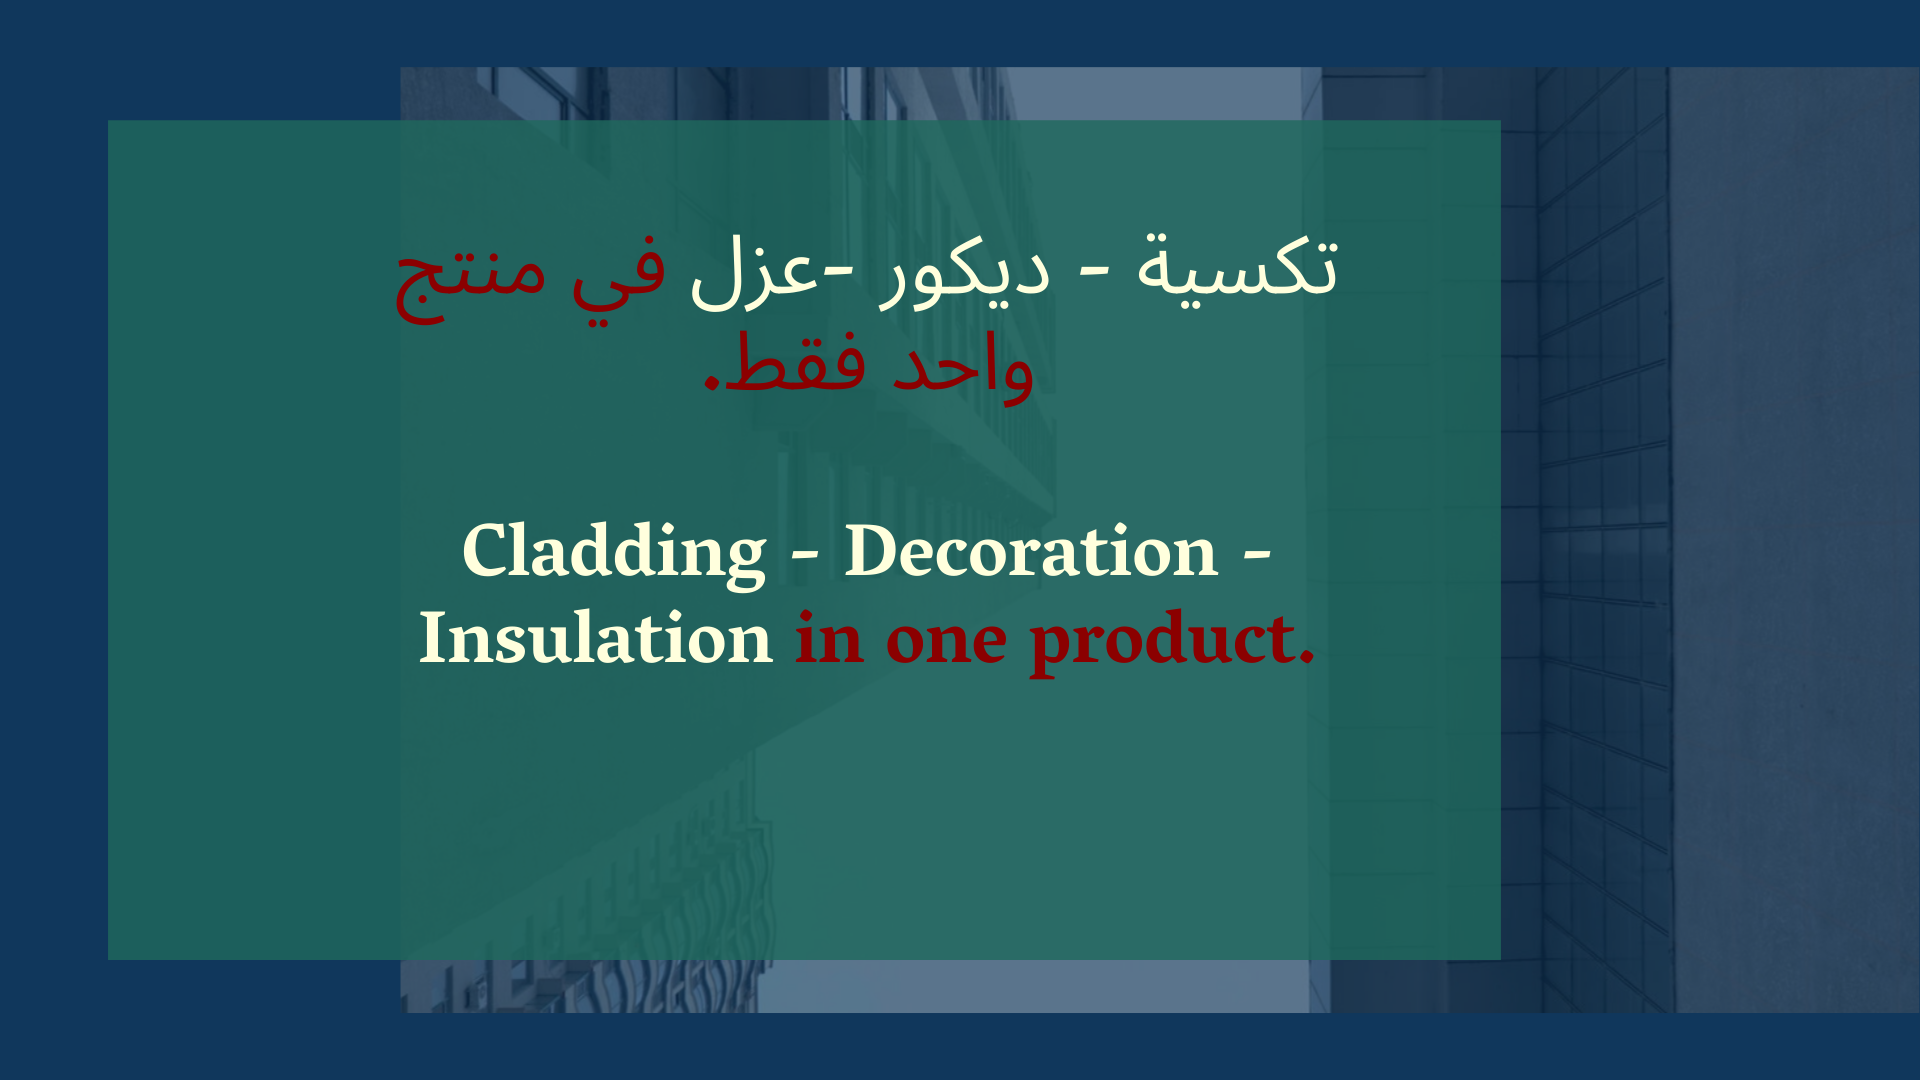 تكسية - ديكور -عزل في منتج
واحد فقط.
Cladding - Decoration -
Insulation in one product.